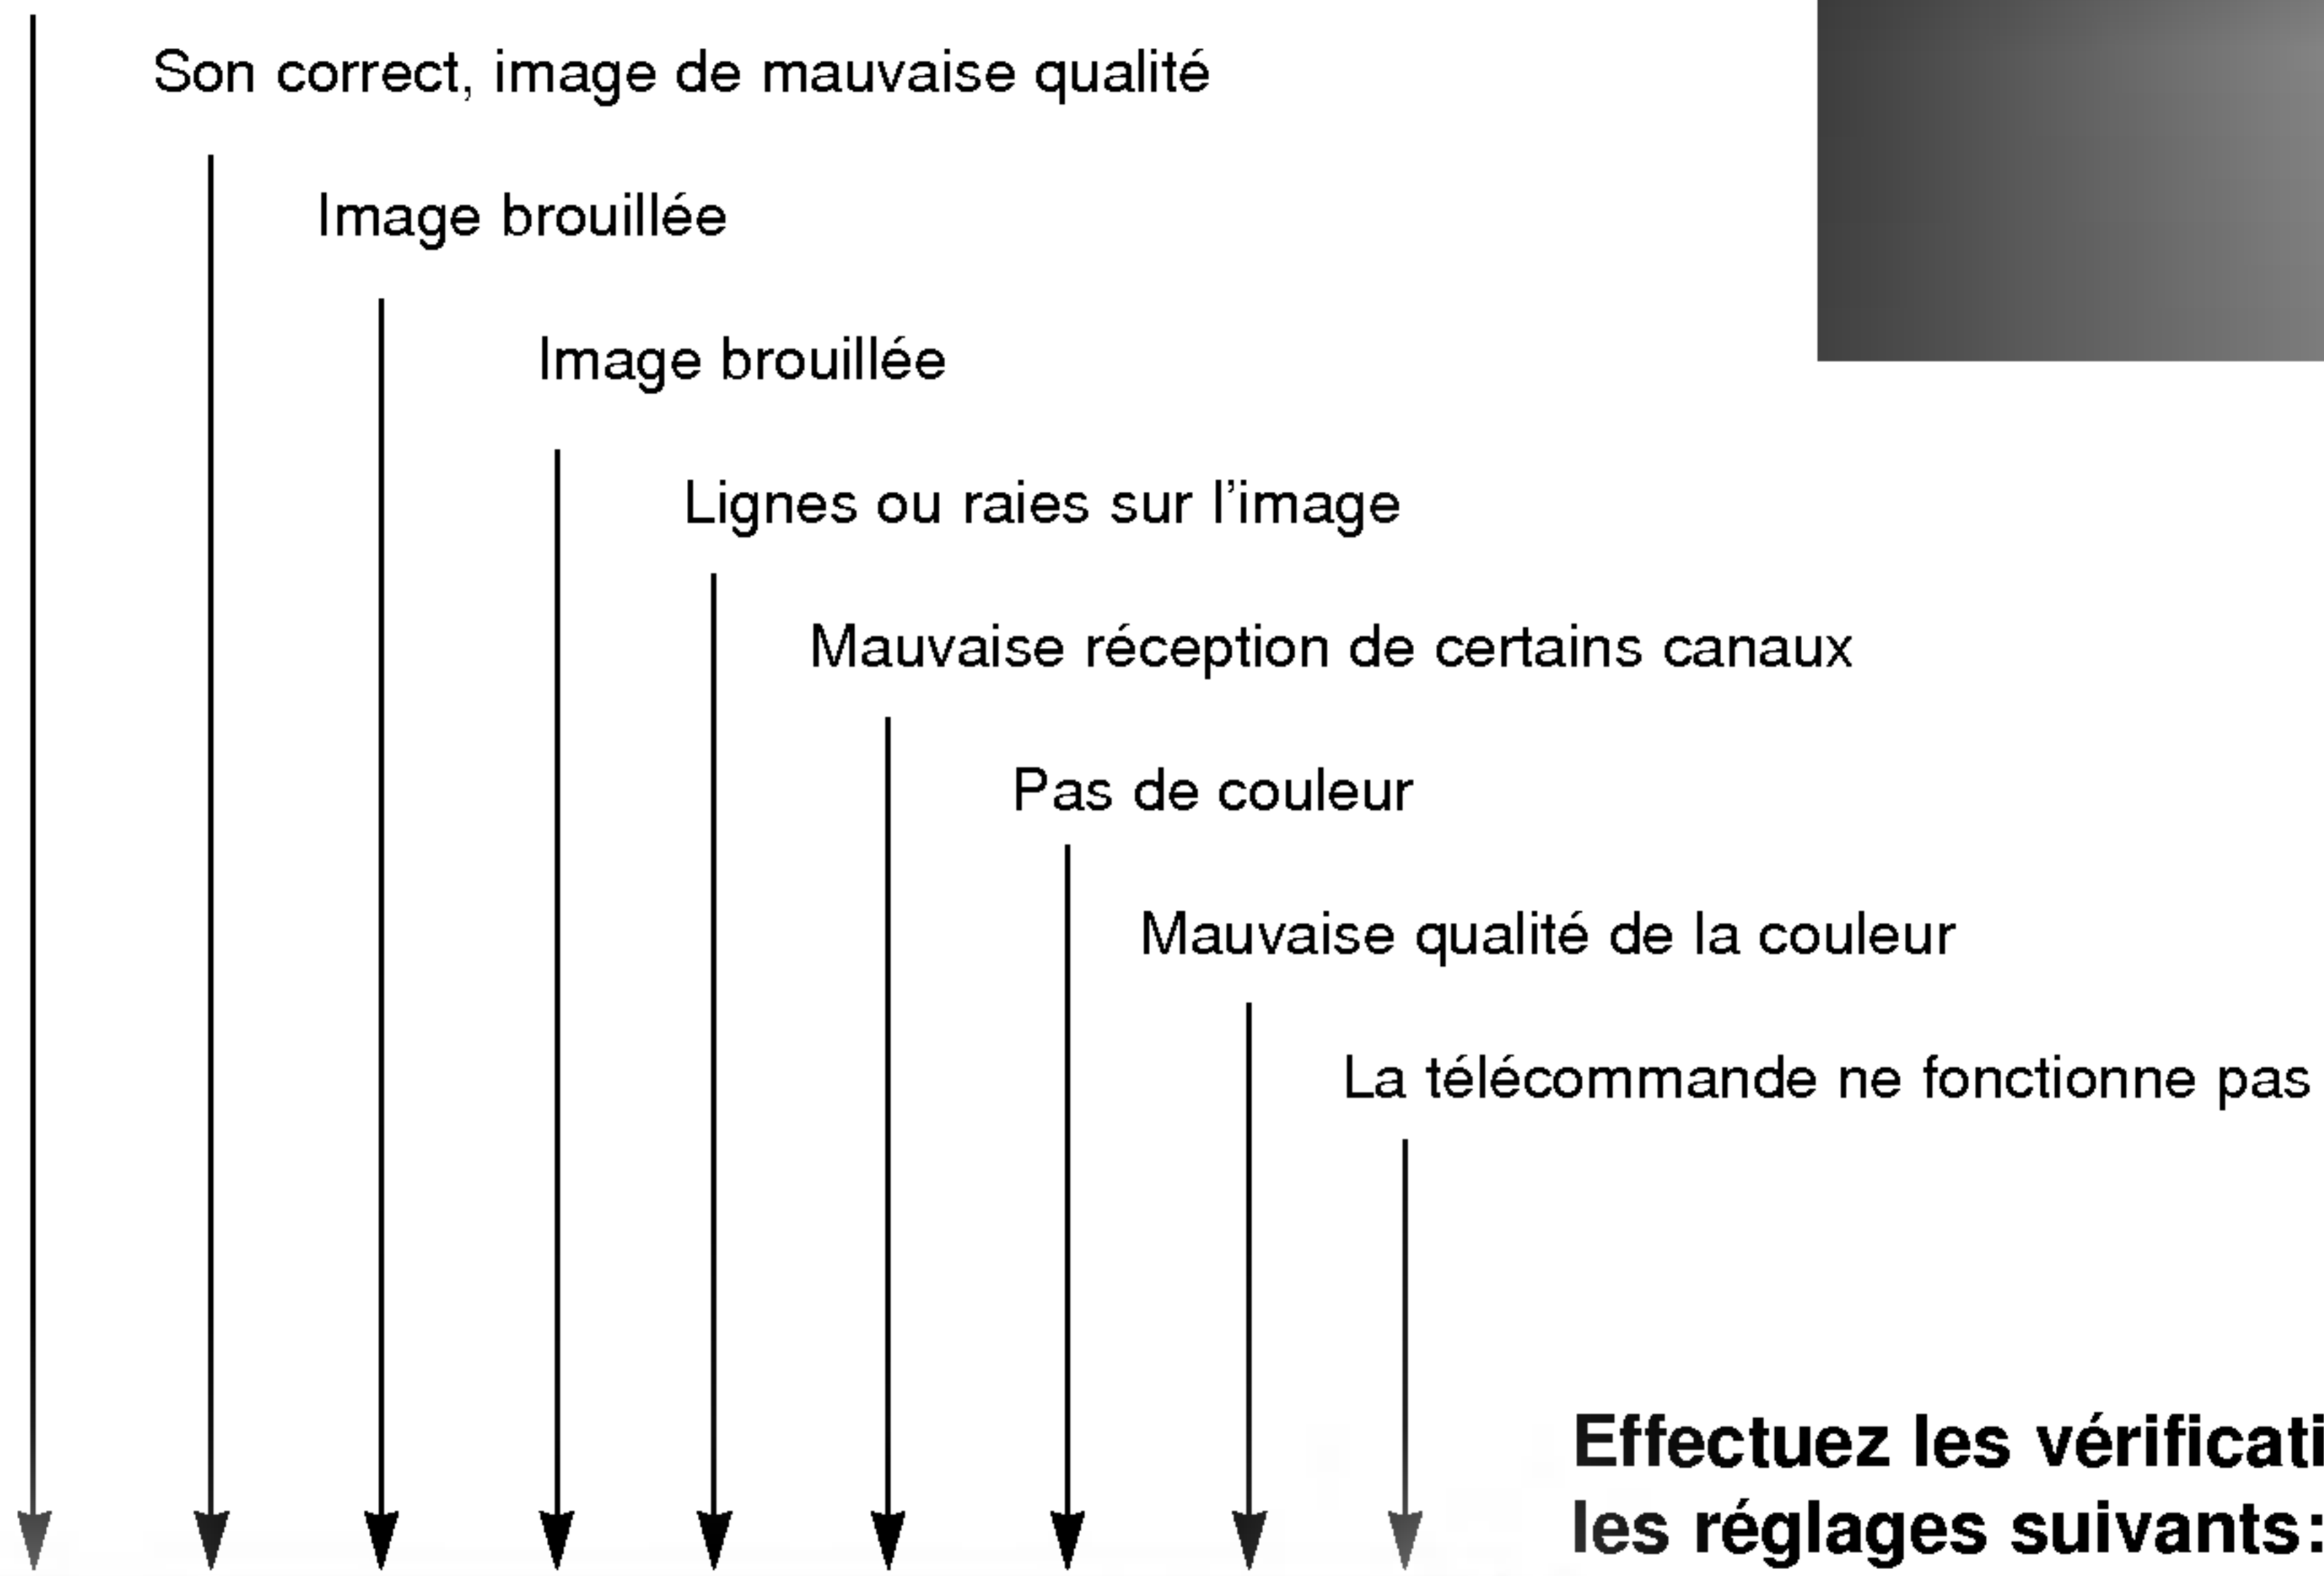 Son correct, image de mauvaise qualité
Image brouillée
Image brouillée
Lignes ou raies sur l'image
Mauvaise réception de certains canaux
Pas de couleur
Mauvaise qualité de la couleur
La télécommande ne fonctionne pas
Effectuez les vérificati
les réglages suivants: